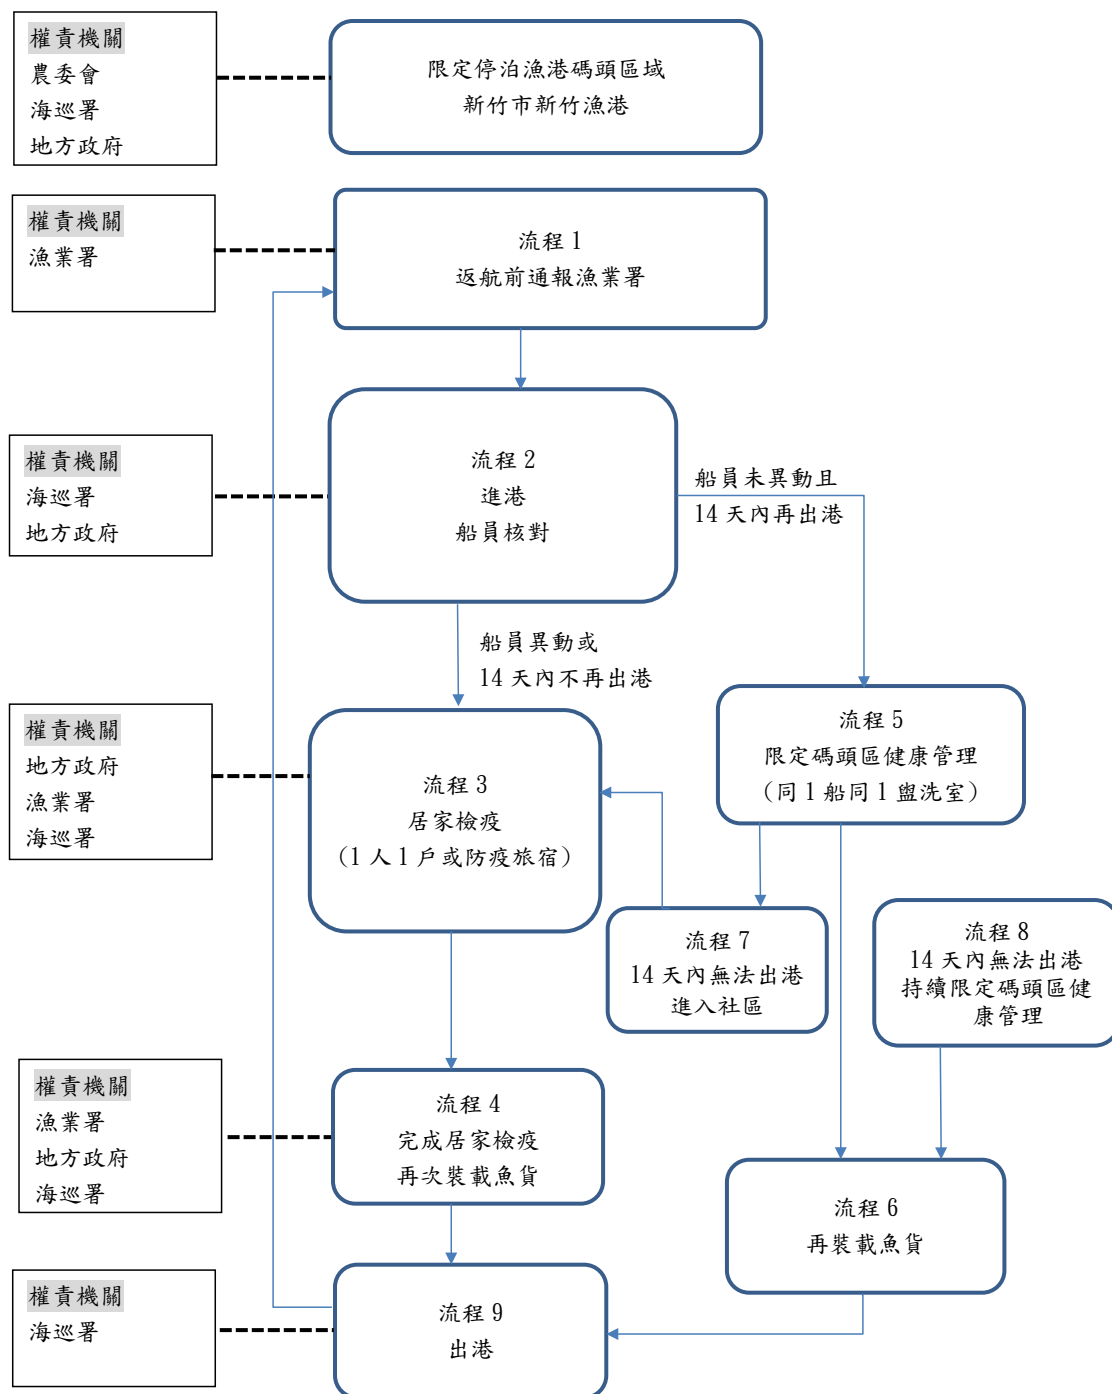 權責機關
農委會
海巡署
地方政府
限定停泊漁港碼頭區域
新竹市新竹漁港
權責機關
漁業署
流程 1
返航前通報漁業署
權責機關
海巡署
地方政府
流程 2
進港
船員核對
船員未異動且
14 天內再出港
船員異動或
14 天內不再出港
權責機關
地方政府
漁業署
海巡署
流程 3
居家檢疫
（1 人 1 戶或防疫旅宿）
流程 5
限定碼頭區健康管理
（同 1 船同 1 盥洗室）
流程 7
14 天內無法出港
進入社區
流程 8
14 天內無法出港
持續限定碼頭區健
康管理
權責機關
漁業署
地方政府
海巡署
流程 4
完成居家檢疫
再次裝載魚貨
流程 6
再裝載魚貨
權責機關
海巡署
流程 9
出港